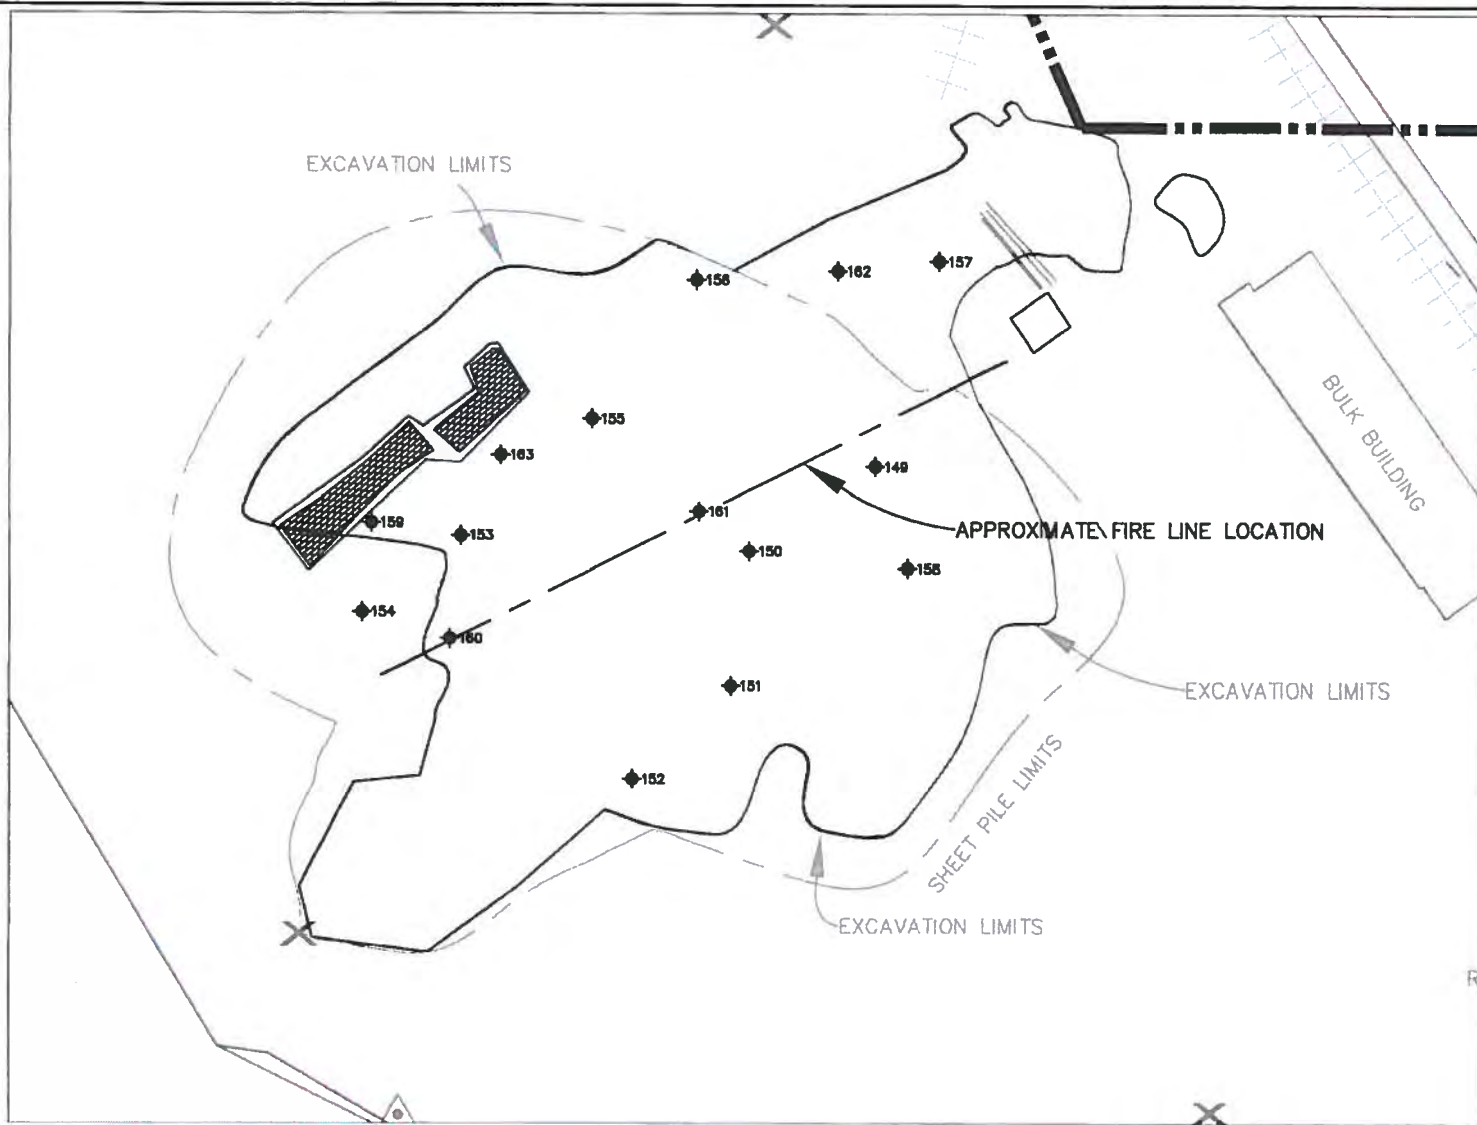 EXCAVATION LIMITS
156
162
157
155
163
149
BULK BUILDING
161
159
153
APPROXIMATE FIRE LINE LOCATION
150
158
154
160
151
EXCAVATION LIMITS
152
SHEET PILE LIMITS
EXCAVATION LIMITS
R